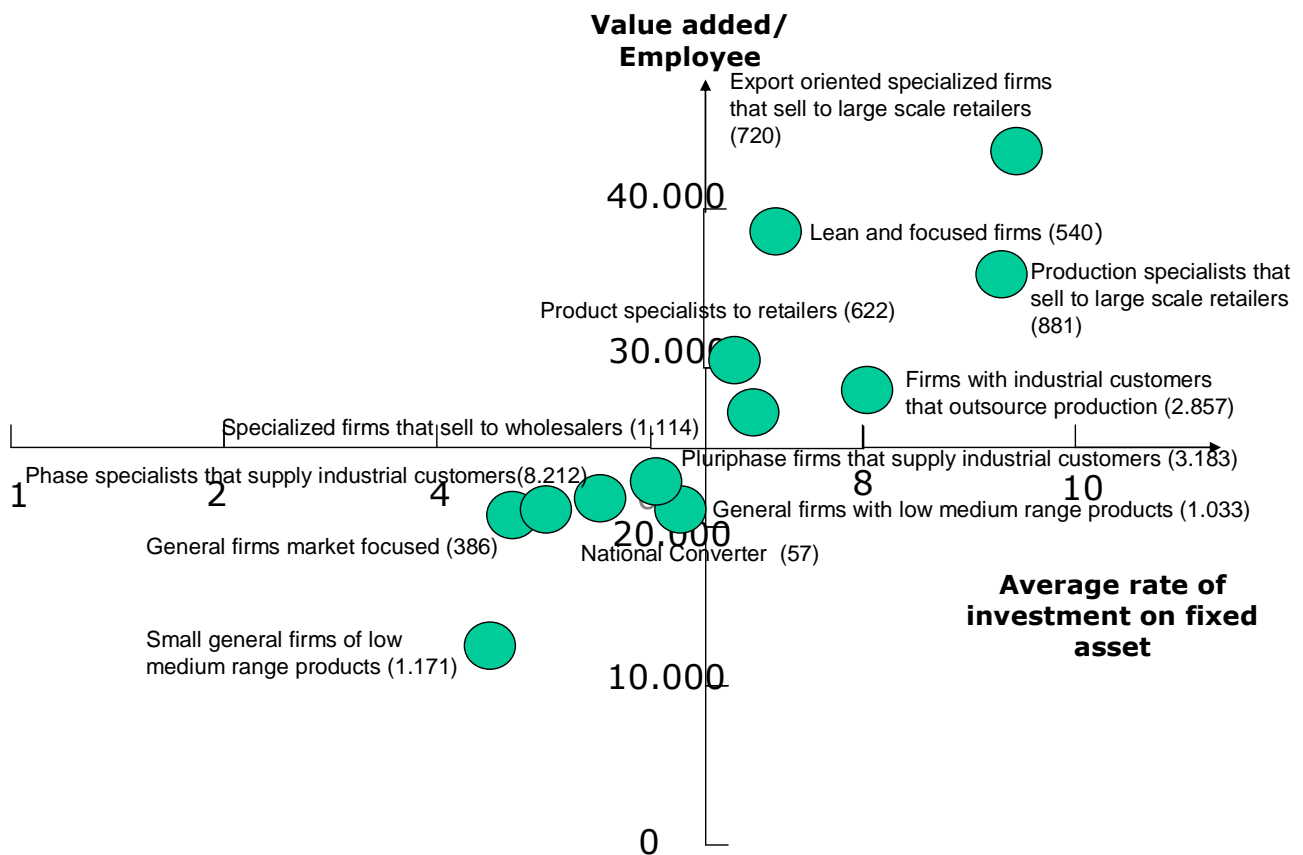 Value added/
Employee
Export oriented specialized firms
that sell to large scale retailers
(720)
40.000
Lean and focused firms (540)
Production specialists that
sell to large scale retailers
(881)
Product specialists to retailers (622)
30.000
Firms with industrial customers
that outsource production (2.857)
Specialized firms that sell to wholesalers (1.114)
Pluriphase firms that supply industrial customers (3.183)
Phase specialists that supply industrial customers(8.212)
1
2
4
8
10
General firms with low medium range products (1.033)
20.000
General firms market focused (386)
National Converter (57)
Average rate of
investment on fixed
asset
Small general firms of low
medium range products (1.171)
10.000
0